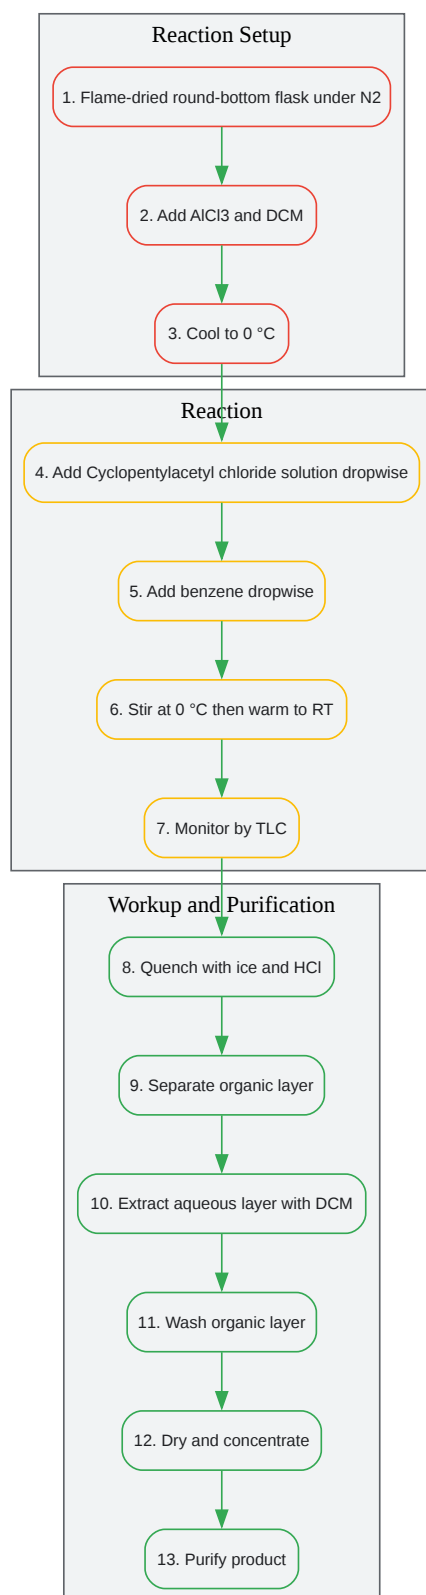 Reaction Setup
1. Flame-dried round-bottom flask under N2
2. Add AlCl3 and DCM
3. Cool to 0 °C
Reaction
4. Add Cyclopentylacetyl chloride solution dropwise
5. Add benzene dropwise
6. Stir at 0 °C then warm to RT
7. Monitor by TLC
Workup and Purification
8. Quench with ice and HCl
9. Separate organic layer
10. Extract aqueous layer with DCM
11. Wash organic layer
12. Dry and concentrate
13. Purify product